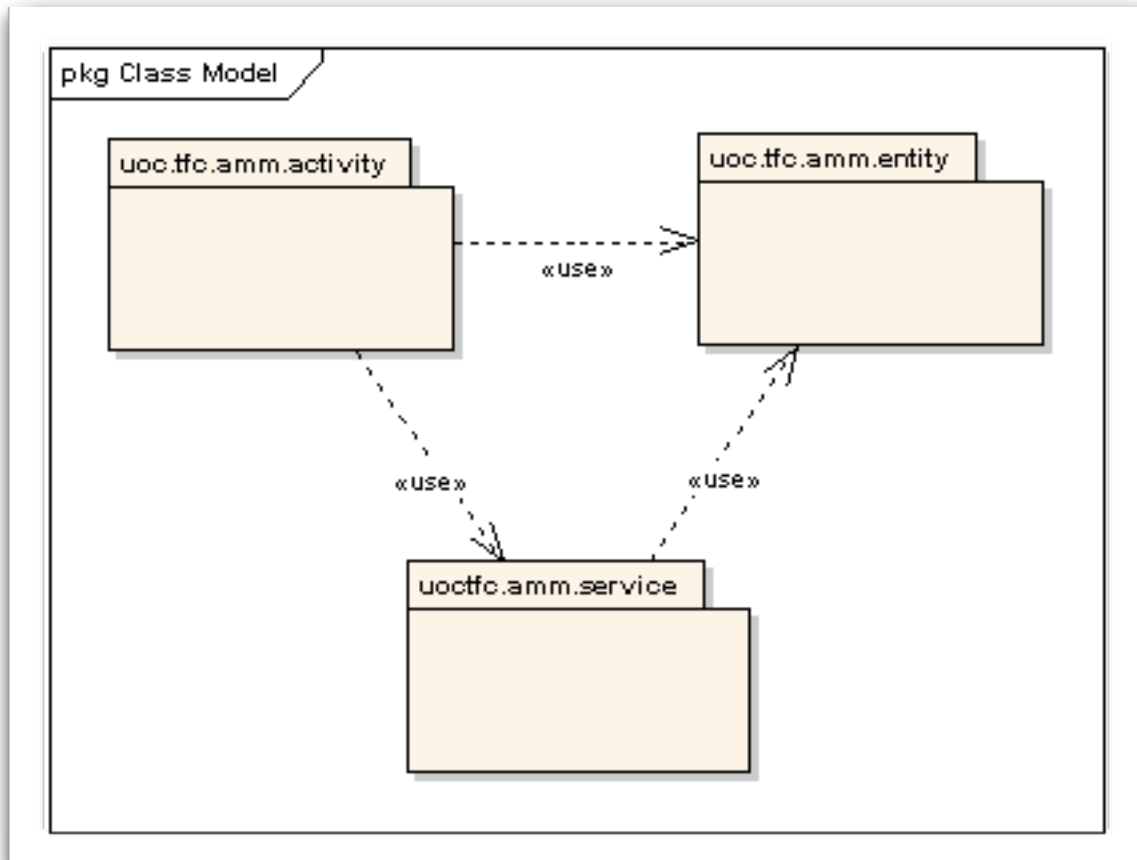 pkg Class Model
uoc.tfc.amm.activity
uoc.tfc.amm.entity
«use»
«use»
«use»
uoctfc.amm.service